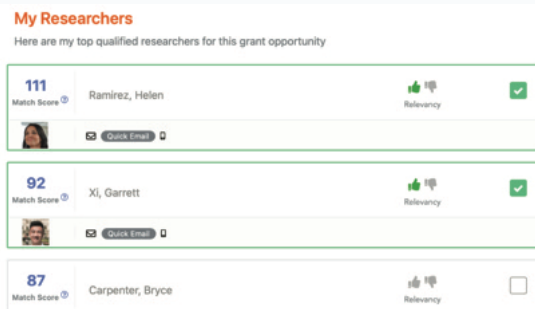 My Researchers
Here are my top qualified researchers for this grant opportunity
111
Match Score ?
Ramirez, Helen
Relevancy
Quick Email
92
Match Score ?
Xi, Garrett
Relevancy
Quick Email
87
Match Score ?
Carpenter, Bryce
Relevancy